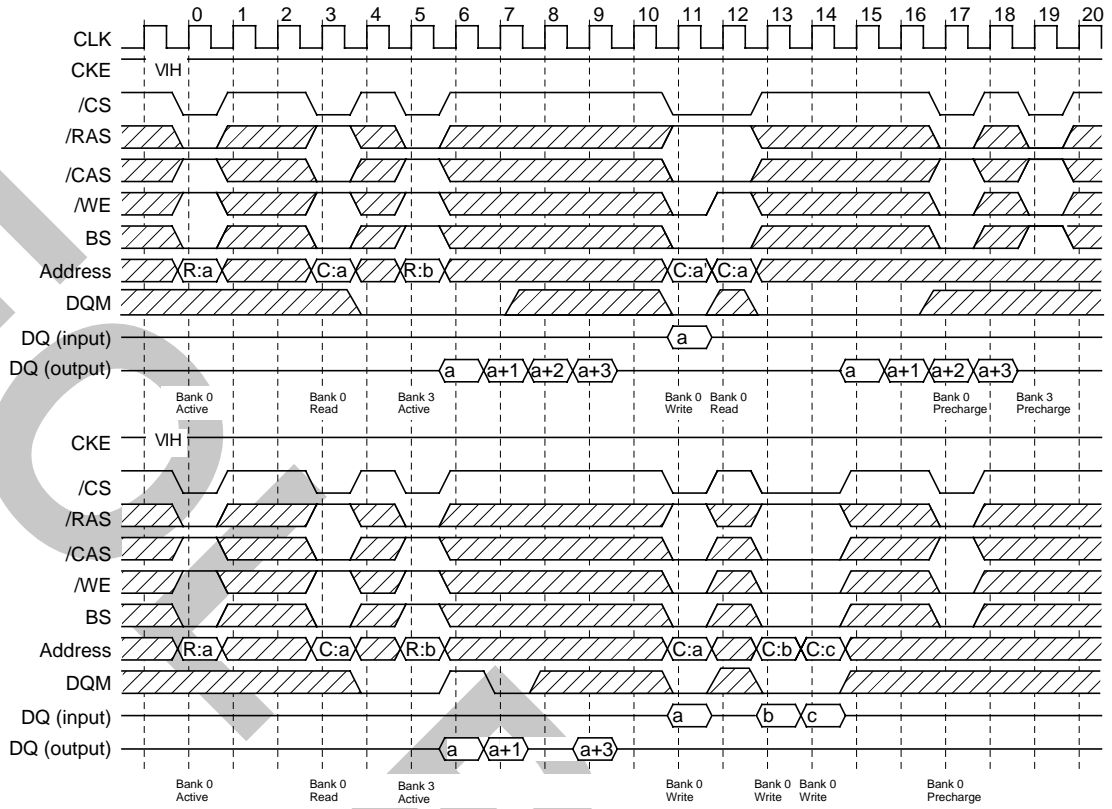 0 1 2 3 4 5 6 7 8 9 10 11 12 13 14 15 16 17 18 19 20
CLK
CKE VIH
/CS
/RAS
/CAS
/WE
BS
Address R:a C:a R:b C:a' C:a
DQM
DQ (input) a
DQ (output) a a+1 a+2 a+3 a a+1 a+2 a+3
Bank 0 Bank 0 Bank 3 Bank 0 Bank 0 Bank 0 Bank 3
Active Read Active Write Read Precharge Precharge
CKE VIH
/CS
/RAS
/CAS
/WE
BS
Address R:a C:a R:b C:a C:b C:c
DQM
DQ (input) a b c
DQ (output) a a+1 a+3
Bank 0 Bank 0 Bank 3 Bank 0 Bank 0 Bank 0 Bank 0
Active Read Active Write Write Write Precharge